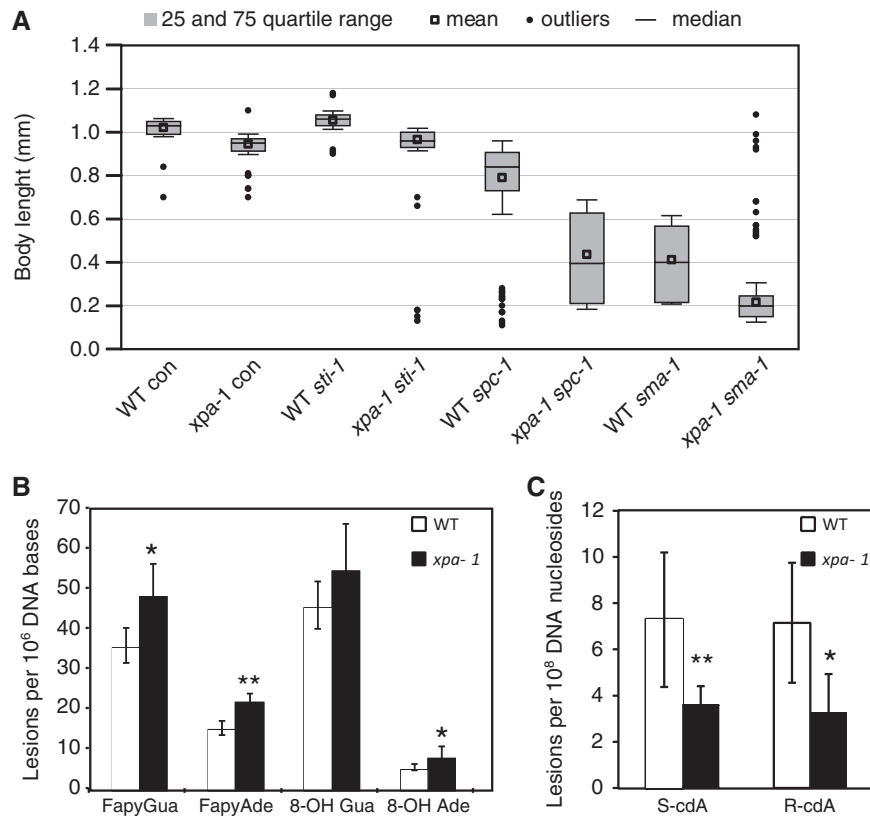 A
25 and 75 quartile range mean outliers median
Body lenght (mm)
1.4
1.2
1.0
0.8
0.6
0.4
0.2
0.0
WT con
xpa-1 con
WT sti-1
xpa-1 sti-1
WT spc-1
xpa-1 spc-1
WT sma-1
xpa-1 sma-1
B
Lesions per 10⁶ DNA bases
70
60
50
40
30
20
10
0
WT
xpa- 1
*
**
*
FapyGua FapyAde 8-OH Gua 8-OH Ade
C
Lesions per 10⁸ DNA nucleosides
12
10
8
6
4
2
0
WT
xpa- 1
**
*
S-cdA R-cdA